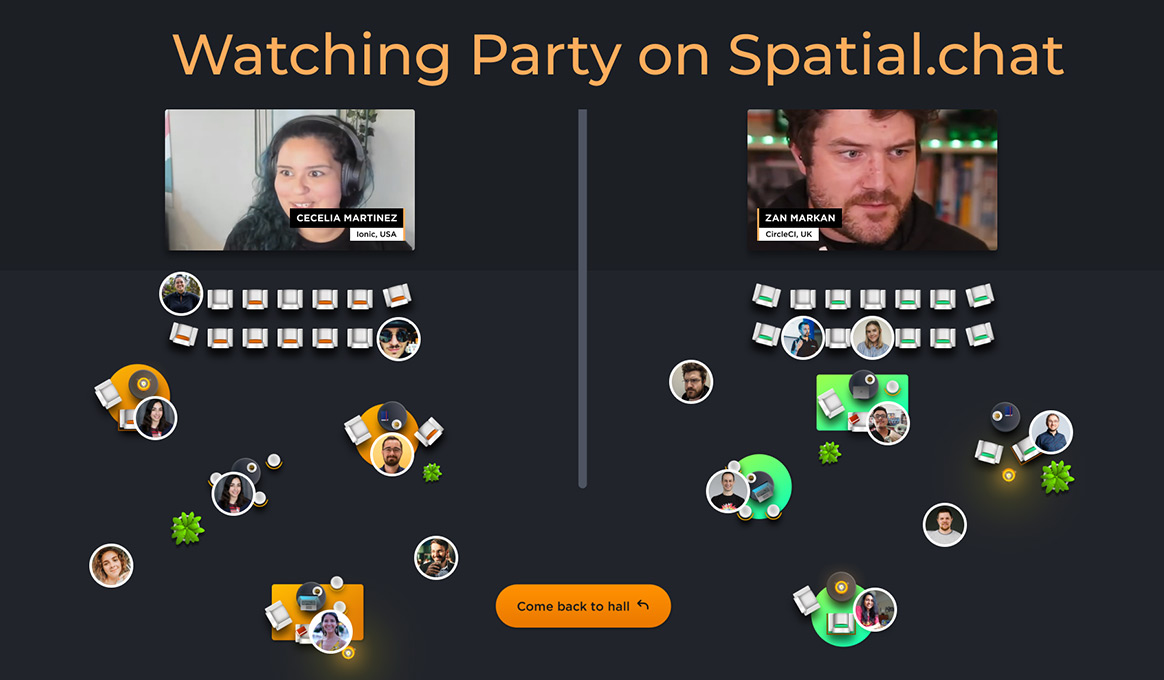 Watching Party on Spatial.chat
CECELIA MARTINEZ
Ionic, USA
ZAN MARKAN
CircleCI, UK
Come back to hall